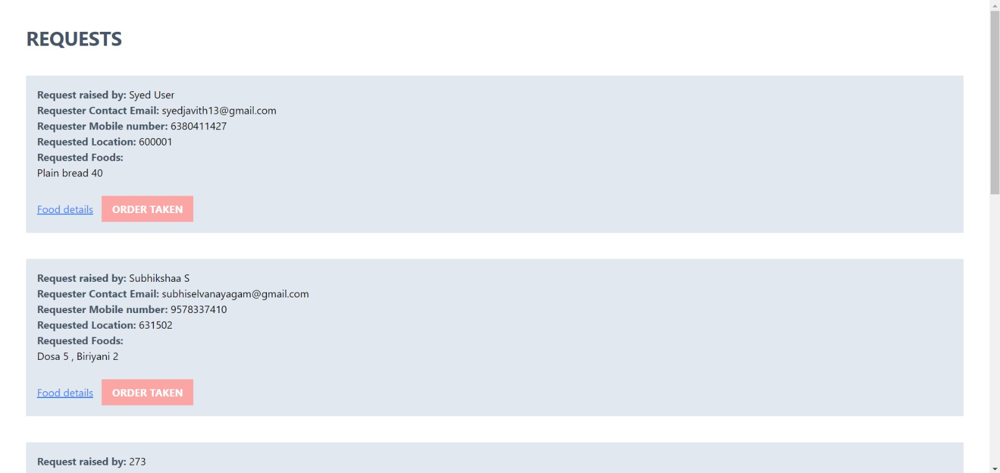 REQUESTS
Request raised by: Syed User
Requester Contact Email: syedjavith13@gmail.com
Requester Mobile number: 6380411427
Requested Location: 600001
Requested Foods:
Plain bread 40
Food details ORDER TAKEN
Request raised by: Subhikshaa S
Requester Contact Email: subhiselvanayagam@gmail.com
Requester Mobile number: 9578337410
Requested Location: 631502
Requested Foods:
Dosa 5 , Biriyani 2
Food details ORDER TAKEN
Request raised by: 273